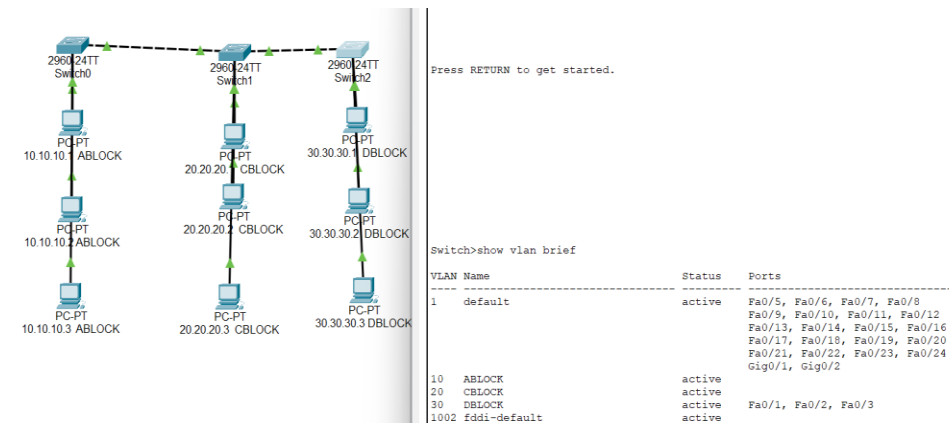 2960-24TT
Switch0
2960-24TT
Switch1
2960-24TT
Switch2
PC-PT
10.10.10.1 ABLOCK
PC-PT
20.20.20.1 CBLOCK
PC-PT
30.30.30.1 DBLOCK
PC-PT
10.10.10.2 ABLOCK
PC-PT
20.20.20.2 CBLOCK
PC-PT
30.30.30.2 DBLOCK
PC-PT
10.10.10.3 ABLOCK
PC-PT
20.20.20.3 CBLOCK
PC-PT
30.30.30.3 DBLOCK
Press RETURN to get started.
Switch>show vlan brief
VLAN Name Status Ports
---- -------------------------------- --------- -------------------------------
1 default active Fa0/5, Fa0/6, Fa0/7, Fa0/8
Fa0/9, Fa0/10, Fa0/11, Fa0/12
Fa0/13, Fa0/14, Fa0/15, Fa0/16
Fa0/17, Fa0/18, Fa0/19, Fa0/20
Fa0/21, Fa0/22, Fa0/23, Fa0/24
Gig0/1, Gig0/2
10 ABLOCK active
20 CBLOCK active
30 DBLOCK active Fa0/1, Fa0/2, Fa0/3
1002 fddi-default active